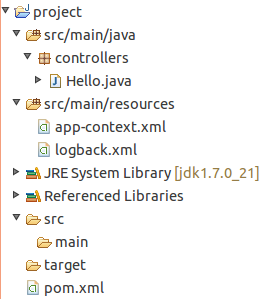 project
src/main/java
controllers
Hello.java
src/main/resources
app-context.xml
logback.xml
JRE System Library [jdk1.7.0_21]
Referenced Libraries
src
main
target
pom.xml